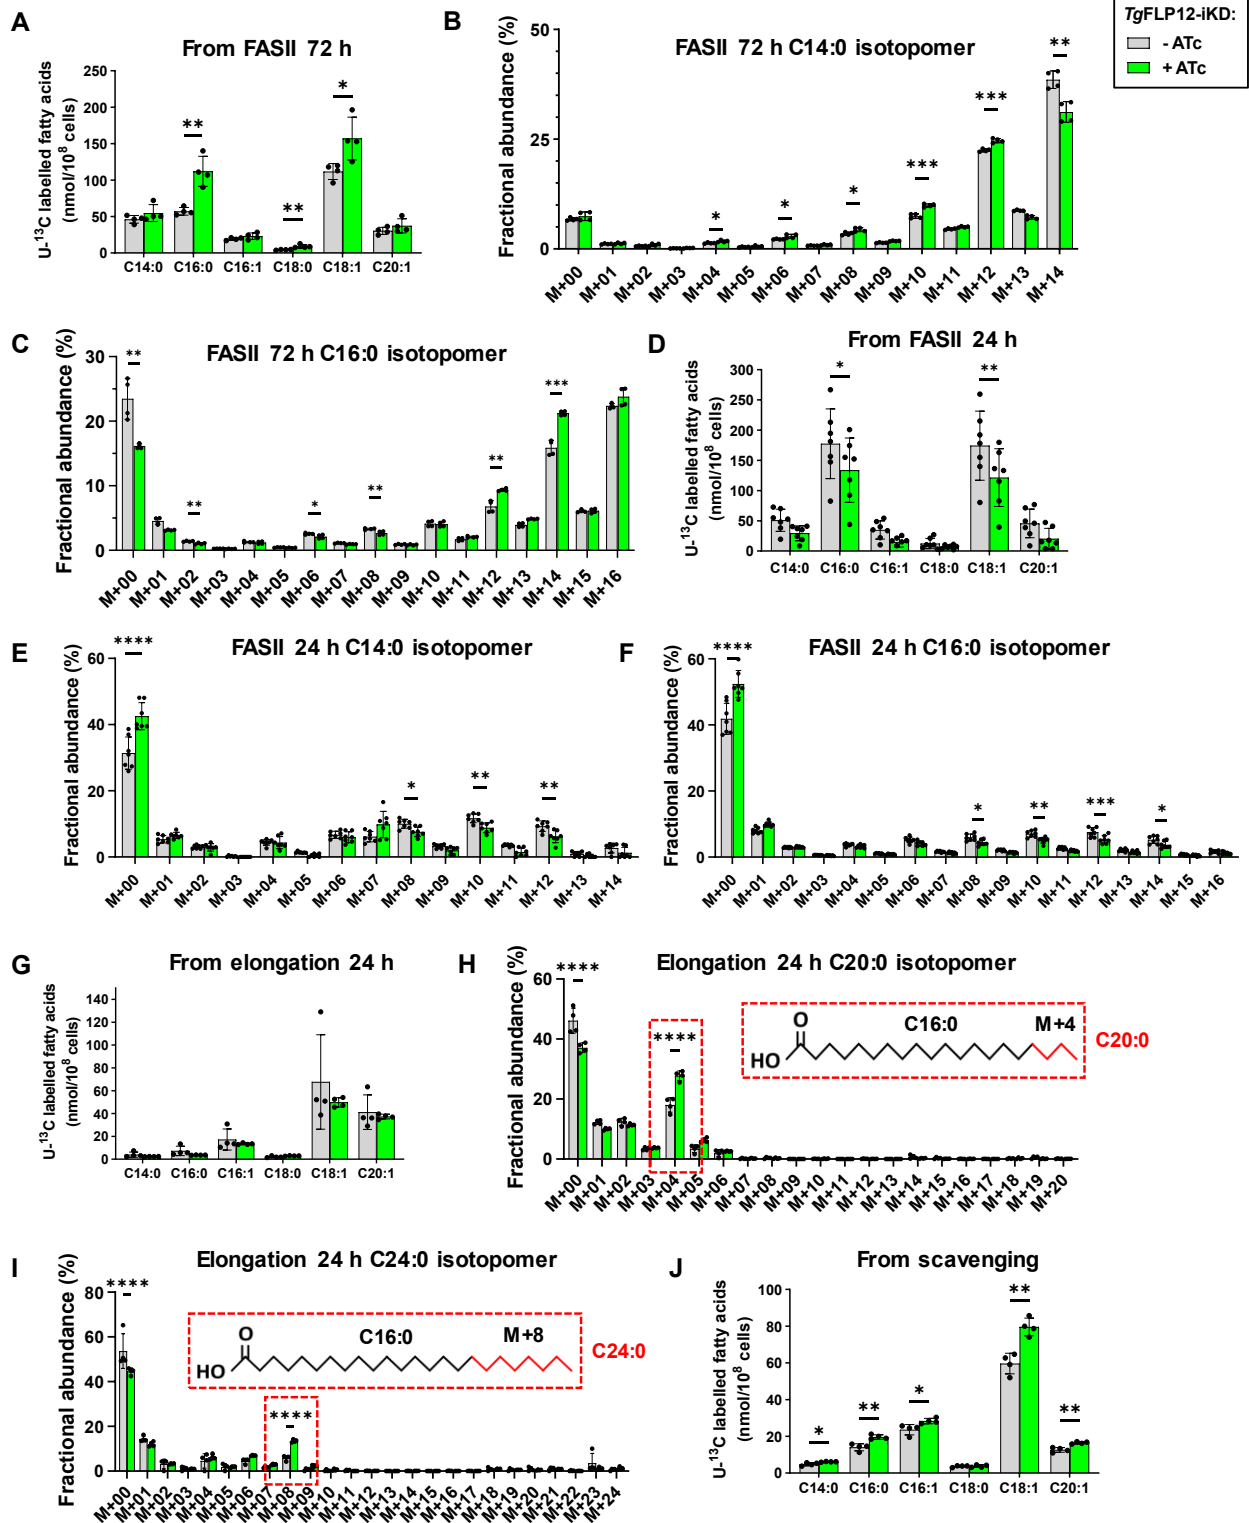 A
From FASII 72 h
U-¹³C labelled fatty acids
(nmol/10⁸ cells)
250
200
150
100
50
0
**
**
*
C14:0 C16:0 C16:1 C18:0 C18:1 C20:1
B
FASII 72 h C14:0 isotopomer
Fractional abundance (%)
50
25
0
*
*
*
***
***
**
M+00 M+01 M+02 M+03 M+04 M+05 M+06 M+07 M+08 M+09 M+10 M+11 M+12 M+13 M+14
TgFLP12-iKD:
- ATc
+ ATc
C
FASII 72 h C16:0 isotopomer
Fractional abundance (%)
30
20
10
0
**
**
*
**
**
***
M+00 M+01 M+02 M+03 M+04 M+05 M+06 M+07 M+08 M+09 M+10 M+11 M+12 M+13 M+14 M+15 M+16
D
From FASII 24 h
U-¹³C labelled fatty acids
(nmol/10⁸ cells)
300
250
200
150
100
50
0
*
**
C14:0 C16:0 C16:1 C18:0 C18:1 C20:1
E
FASII 24 h C14:0 isotopomer
Fractional abundance (%)
60
40
20
0
****
*
**
**
M+00 M+01 M+02 M+03 M+04 M+05 M+06 M+07 M+08 M+09 M+10 M+11 M+12 M+13 M+14
F
FASII 24 h C16:0 isotopomer
Fractional abundance (%)
60
40
20
0
****
*
**
***
*
M+00 M+01 M+02 M+03 M+04 M+05 M+06 M+07 M+08 M+09 M+10 M+11 M+12 M+13 M+14 M+15 M+16
G
From elongation 24 h
U-¹³C labelled fatty acids
(nmol/10⁸ cells)
140
120
100
80
60
40
20
0
C14:0 C16:0 C16:1 C18:0 C18:1 C20:1
H
Elongation 24 h C20:0 isotopomer
Fractional abundance (%)
60
40
20
0
****
****
O
HO
C16:0
M+4
C20:0
M+00 M+01 M+02 M+03 M+04 M+05 M+06 M+07 M+08 M+09 M+10 M+11 M+12 M+13 M+14 M+15 M+16 M+17 M+18 M+19 M+20
I
Elongation 24 h C24:0 isotopomer
Fractional abundance (%)
80
60
40
20
0
****
****
O
HO
C16:0
M+8
C24:0
M+00 M+01 M+02 M+03 M+04 M+05 M+06 M+07 M+08 M+09 M+10 M+11 M+12 M+13 M+14 M+15 M+16 M+17 M+18 M+19 M+20 M+21 M+22 M+23 M+24
J
From scavenging
U-¹³C labelled fatty acids
(nmol/10⁸ cells)
100
80
60
40
20
0
*
**
*
**
**
C14:0 C16:0 C16:1 C18:0 C18:1 C20:1